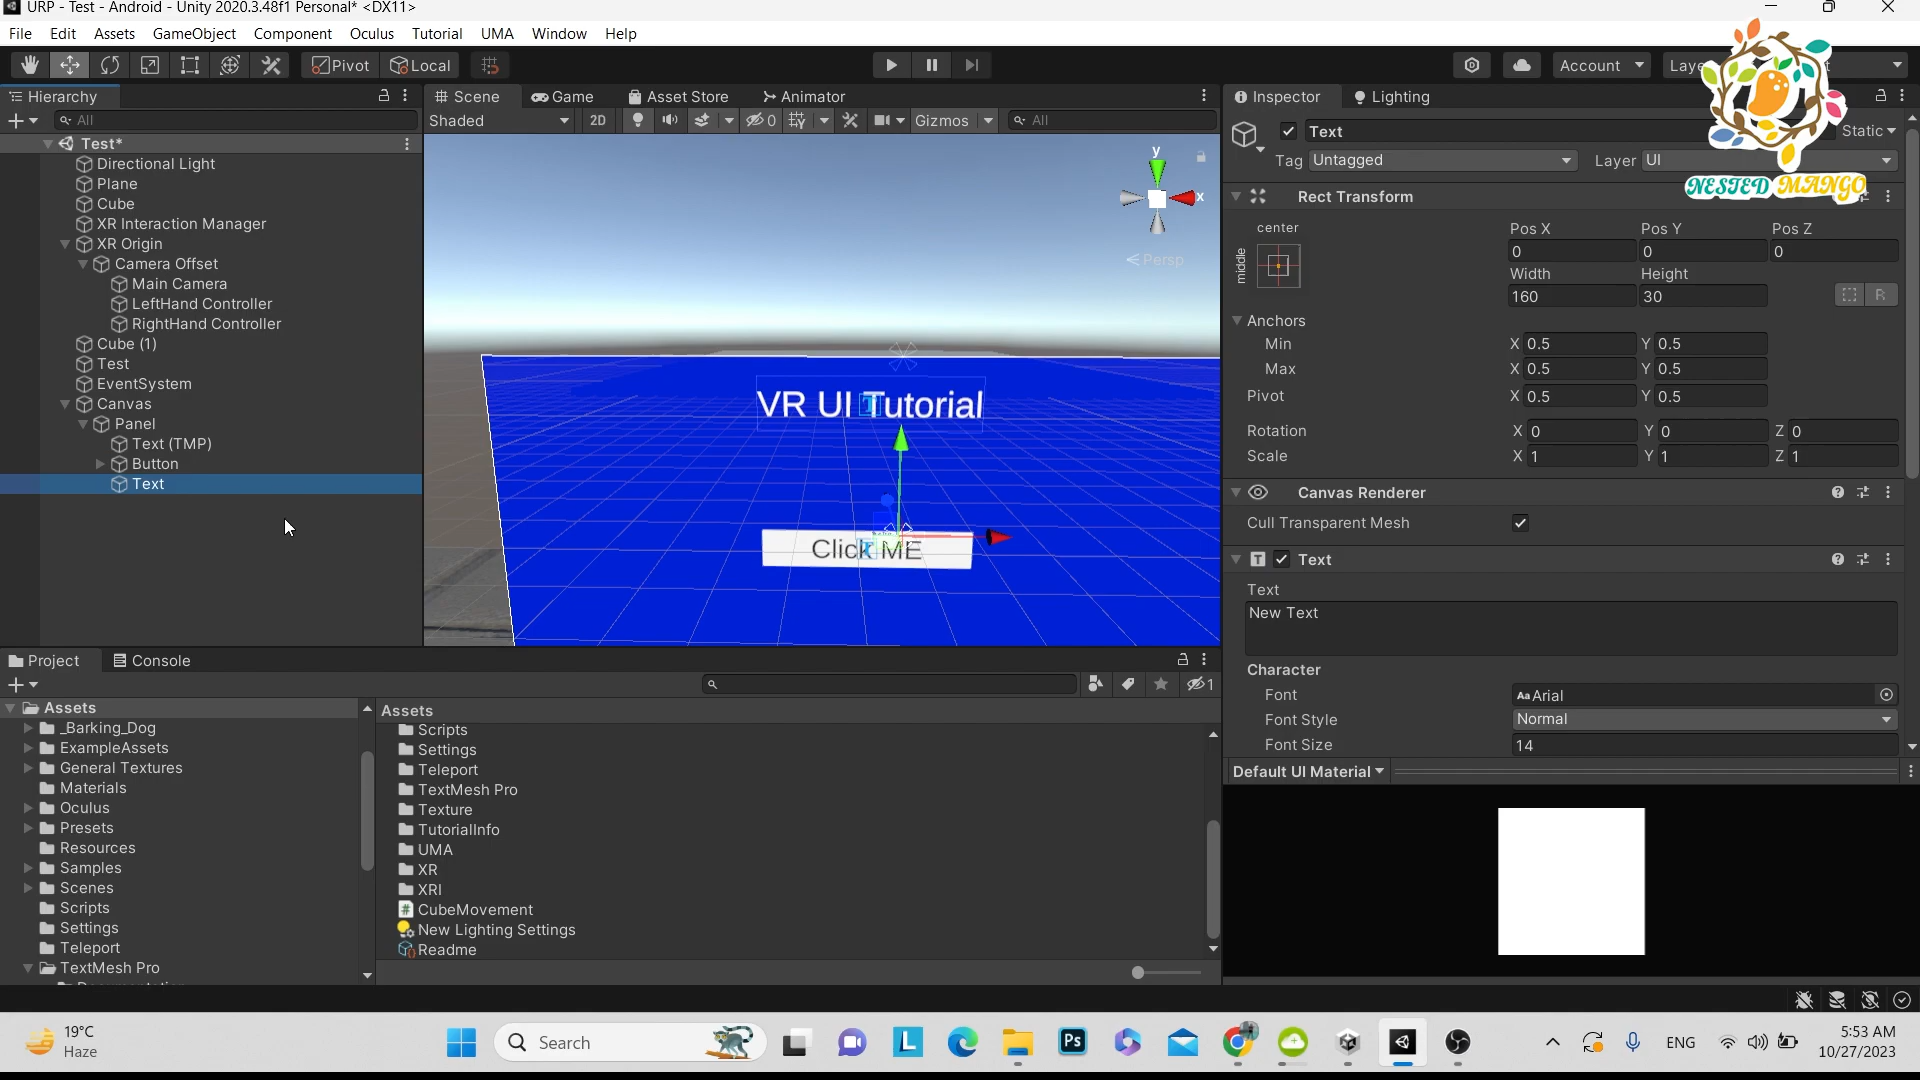 URP - Test - Android - Unity 2020.3.48f1 Personal* <DX11>
File Edit Assets GameObject Component Oculus Tutorial UMA Window Help
Pivot Local Account Laye
Hierarchy
All
Test*
Directional Light
Plane
Cube
XR Interaction Manager
XR Origin
Camera Offset
Main Camera
LeftHand Controller
RightHand Controller
Cube (1)
Test
EventSystem
Canvas
Panel
Text (TMP)
Button
Text
Scene Game Asset Store Animator
Shaded 2D 0 Gizmos All
y
x
Persp
VR UI Tutorial
Click ME
Inspector Lighting
Text Static
Tag Untagged Layer UI
NESTED MANGO
Rect Transform
center
middle
Pos X Pos Y Pos Z
0 0 0
Width Height
160 30 R
Anchors
Min X 0.5 Y 0.5
Max X 0.5 Y 0.5
Pivot X 0.5 Y 0.5
Rotation X 0 Y 0 Z 0
Scale X 1 Y 1 Z 1
Canvas Renderer
Cull Transparent Mesh
Text
Text
New Text
Character
Font Aa Arial
Font Style Normal
Font Size 14
Default UI Material
Project Console
1
Assets
_Barking_Dog
ExampleAssets
General Textures
Materials
Oculus
Presets
Resources
Samples
Scenes
Scripts
Settings
Teleport
TextMesh Pro
Assets
Scripts
Settings
Teleport
TextMesh Pro
Texture
TutorialInfo
UMA
XR
XRI
CubeMovement
New Lighting Settings
Readme
19°C
Haze
Search
L
Ps
ENG
5:53 AM
10/27/2023